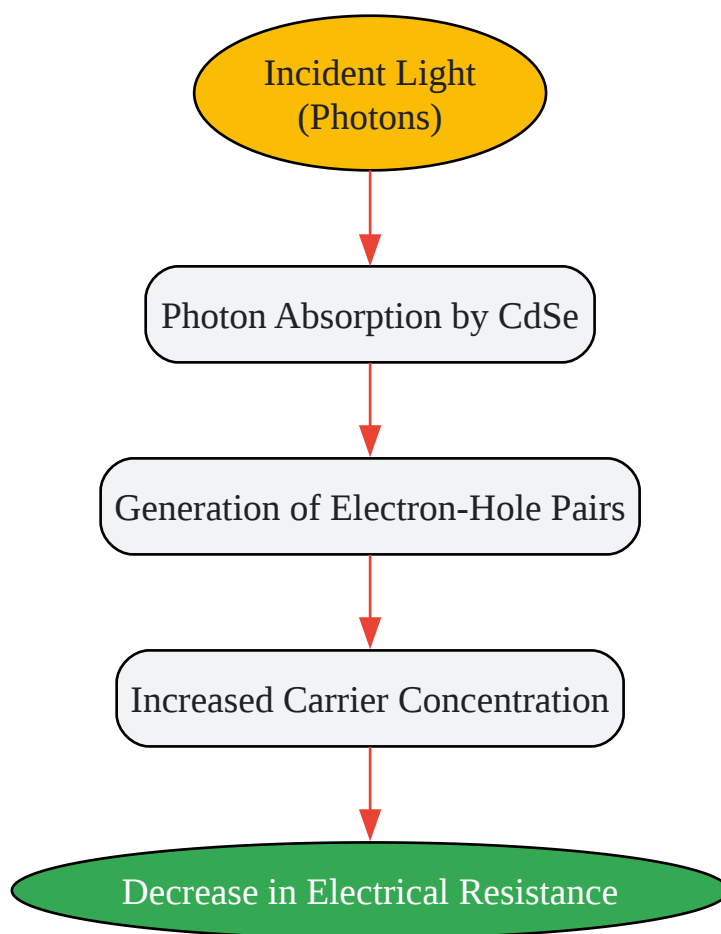 Incident Light
(Photons)
Photon Absorption by CdSe
Generation of Electron-Hole Pairs
Increased Carrier Concentration
Decrease in Electrical Resistance